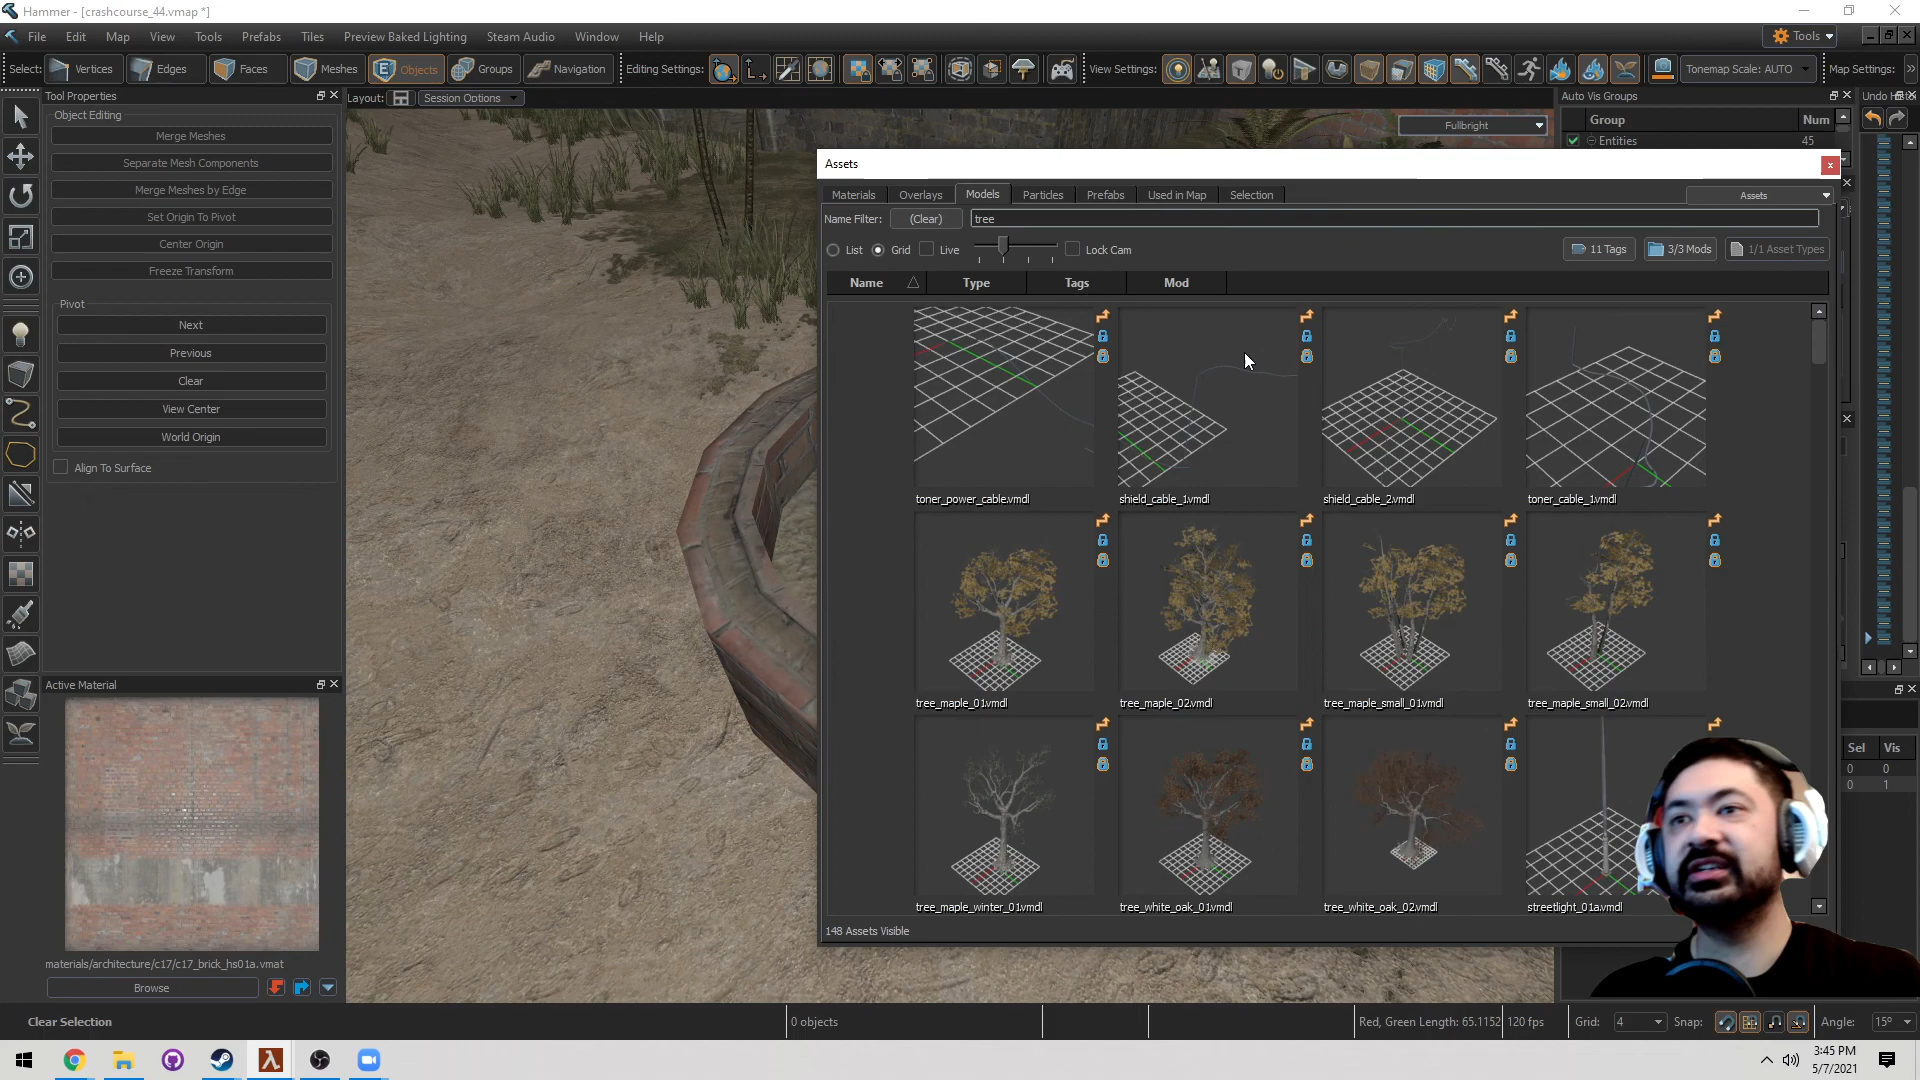 Hammer - [crashcourse_44.vmap *]
File Edit Map View Tools Prefabs Tiles Preview Baked Lighting Steam Audio Window Help
Tools
Select: Vertices Edges Faces Meshes Objects Groups Navigation Editing Settings: View Settings: Tonemap Scale: AUTO Map Settings:
Tool Properties
Layout: Session Options
Auto Vis Groups
Object Editing
Merge Meshes
Separate Mesh Components
Merge Meshes by Edge
Set Origin To Pivot
Center Origin
Freeze Transform
Pivot
Next
Previous
Clear
View Center
World Origin
Align To Surface
Active Material
materials/architecture/c17/c17_brick_hs01a.vmat
Browse
Fullbright
Group Num
Entities 45
Assets
Materials Overlays Models Particles Prefabs Used in Map Selection Assets
Name Filter: (Clear) tree
List Grid Live Lock Cam 11 Tags 3/3 Mods 1/1 Asset Types
Name Type Tags Mod
toner_power_cable.vmdl shield_cable_1.vmdl shield_cable_2.vmdl toner_cable_1.vmdl
tree_maple_01.vmdl tree_maple_02.vmdl tree_maple_small_01.vmdl tree_maple_small_02.vmdl
tree_maple_winter_01.vmdl tree_white_oak_01.vmdl tree_white_oak_02.vmdl streetlight_01a.vmdl
148 Assets Visible
Sel Vis
0 0
0 1
Clear Selection 0 objects Red, Green Length: 65.1152 120 fps Grid: 4 Snap: Angle: 15º
3:45 PM
5/7/2021